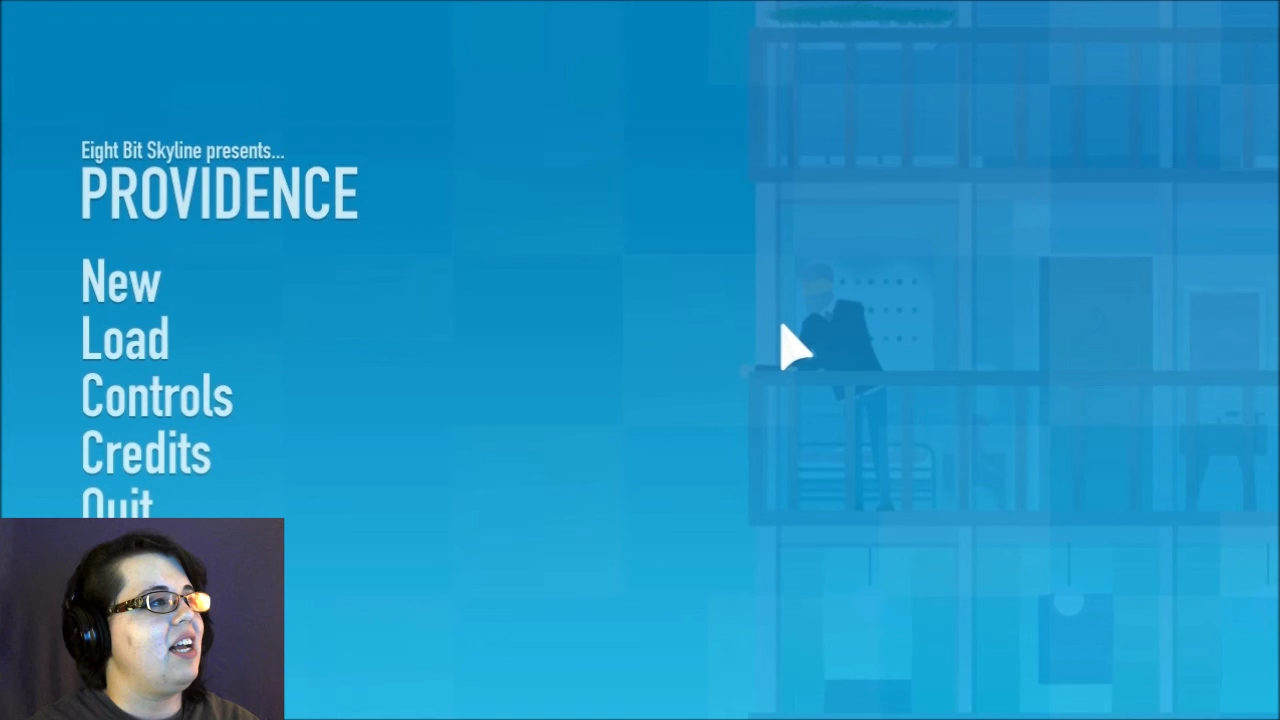 Eight Bit Skyline presents...
PROVIDENCE
New
Load
Controls
Credits
Quit